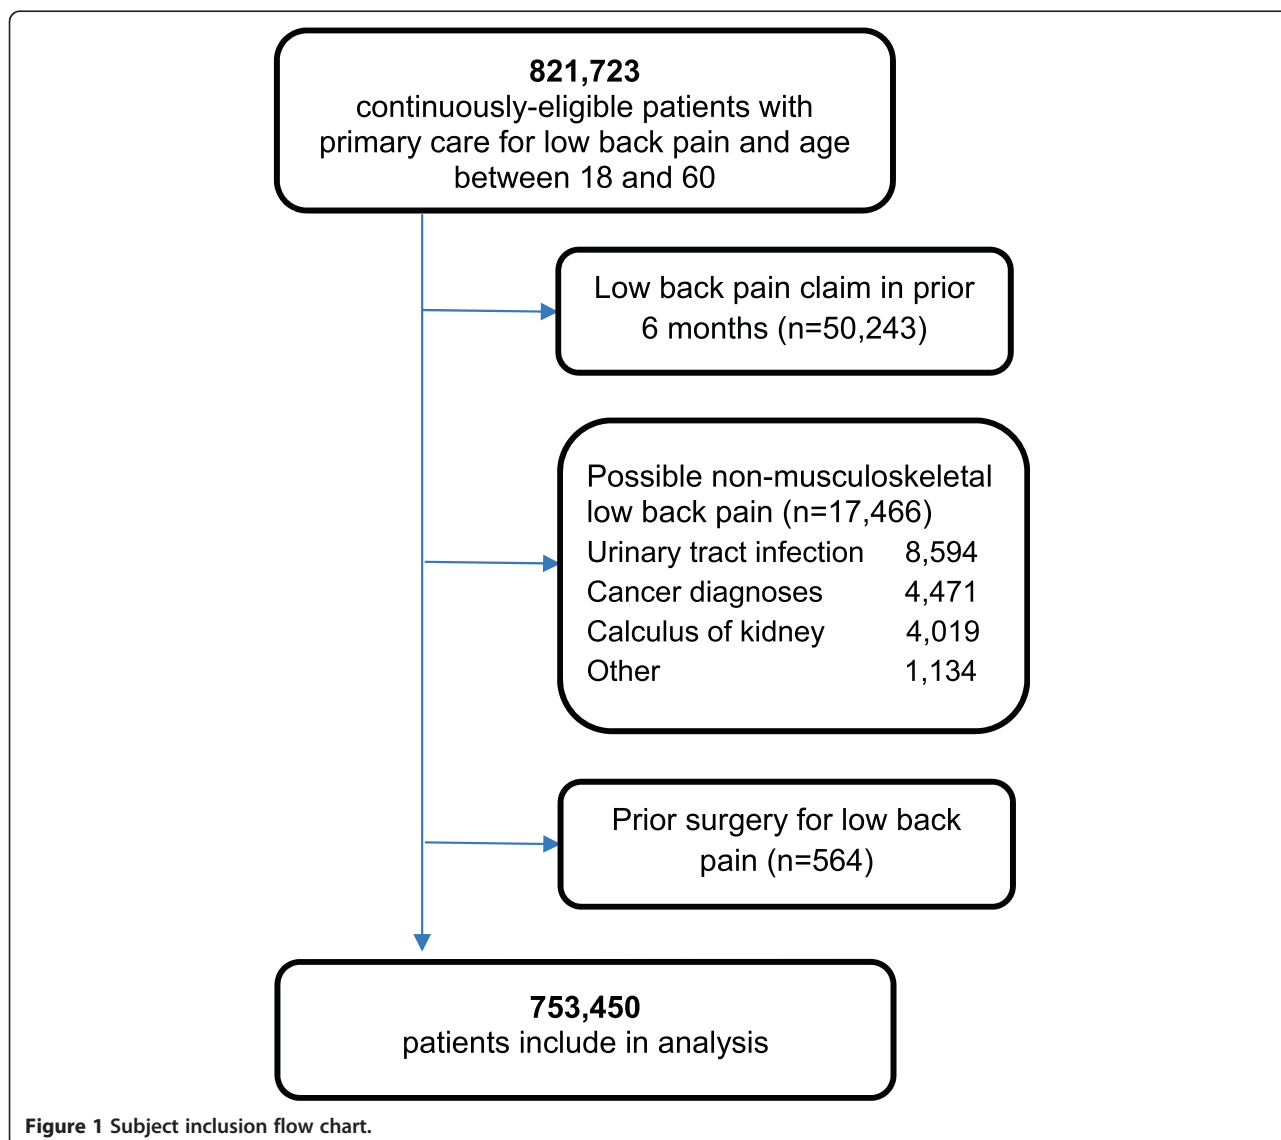 821,723
continuously-eligible patients with
primary care for low back pain and age
between 18 and 60
Low back pain claim in prior
6 months (n=50,243)
Possible non-musculoskeletal
low back pain (n=17,466)
Urinary tract infection 8,594
Cancer diagnoses 4,471
Calculus of kidney 4,019
Other 1,134
Prior surgery for low back
pain (n=564)
753,450
patients include in analysis
Figure 1 Subject inclusion flow chart.